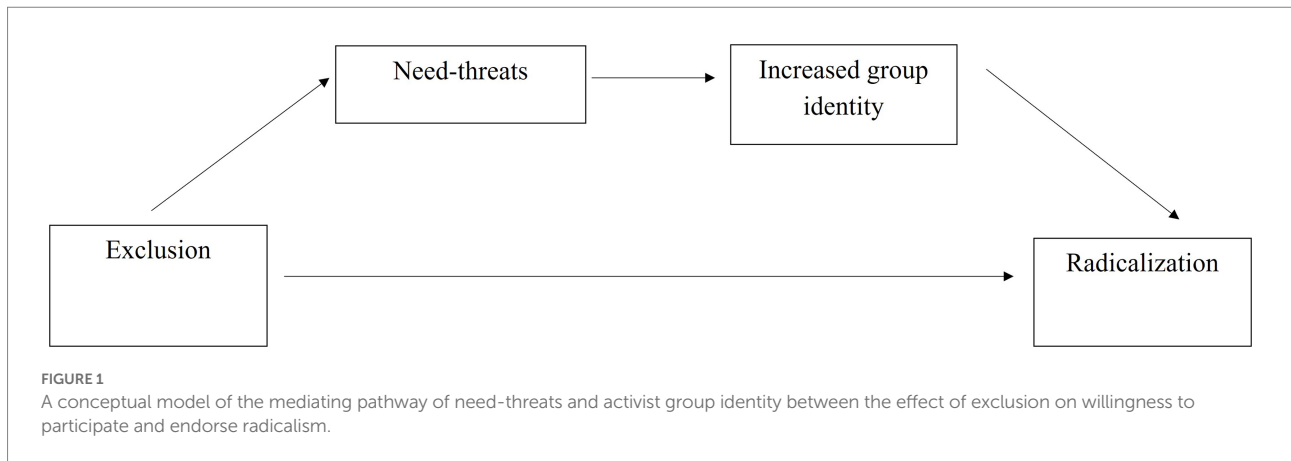 Need-threats
Increased group
identity
Exclusion
Radicalization
FIGURE 1
A conceptual model of the mediating pathway of need-threats and activist group identity between the effect of exclusion on willingness to
participate and endorse radicalism.